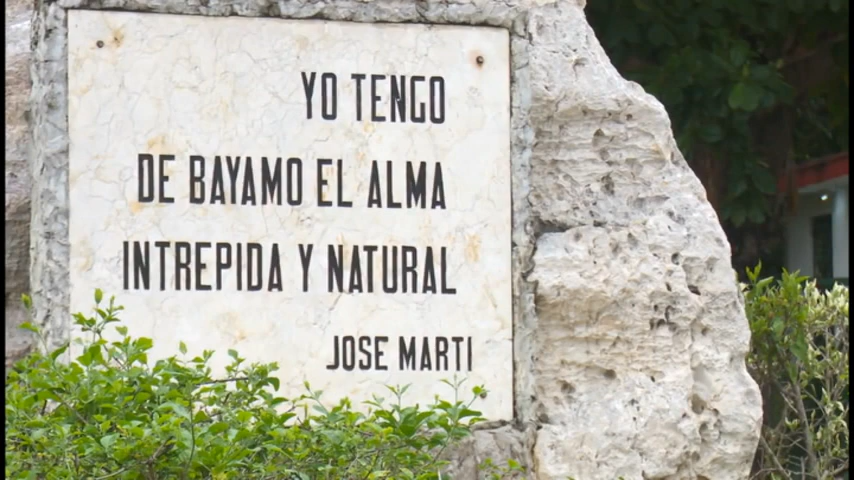 YO TENGO
DE BAYAMO EL ALMA
INTREPIDA Y NATURAL
JOSE MARTI